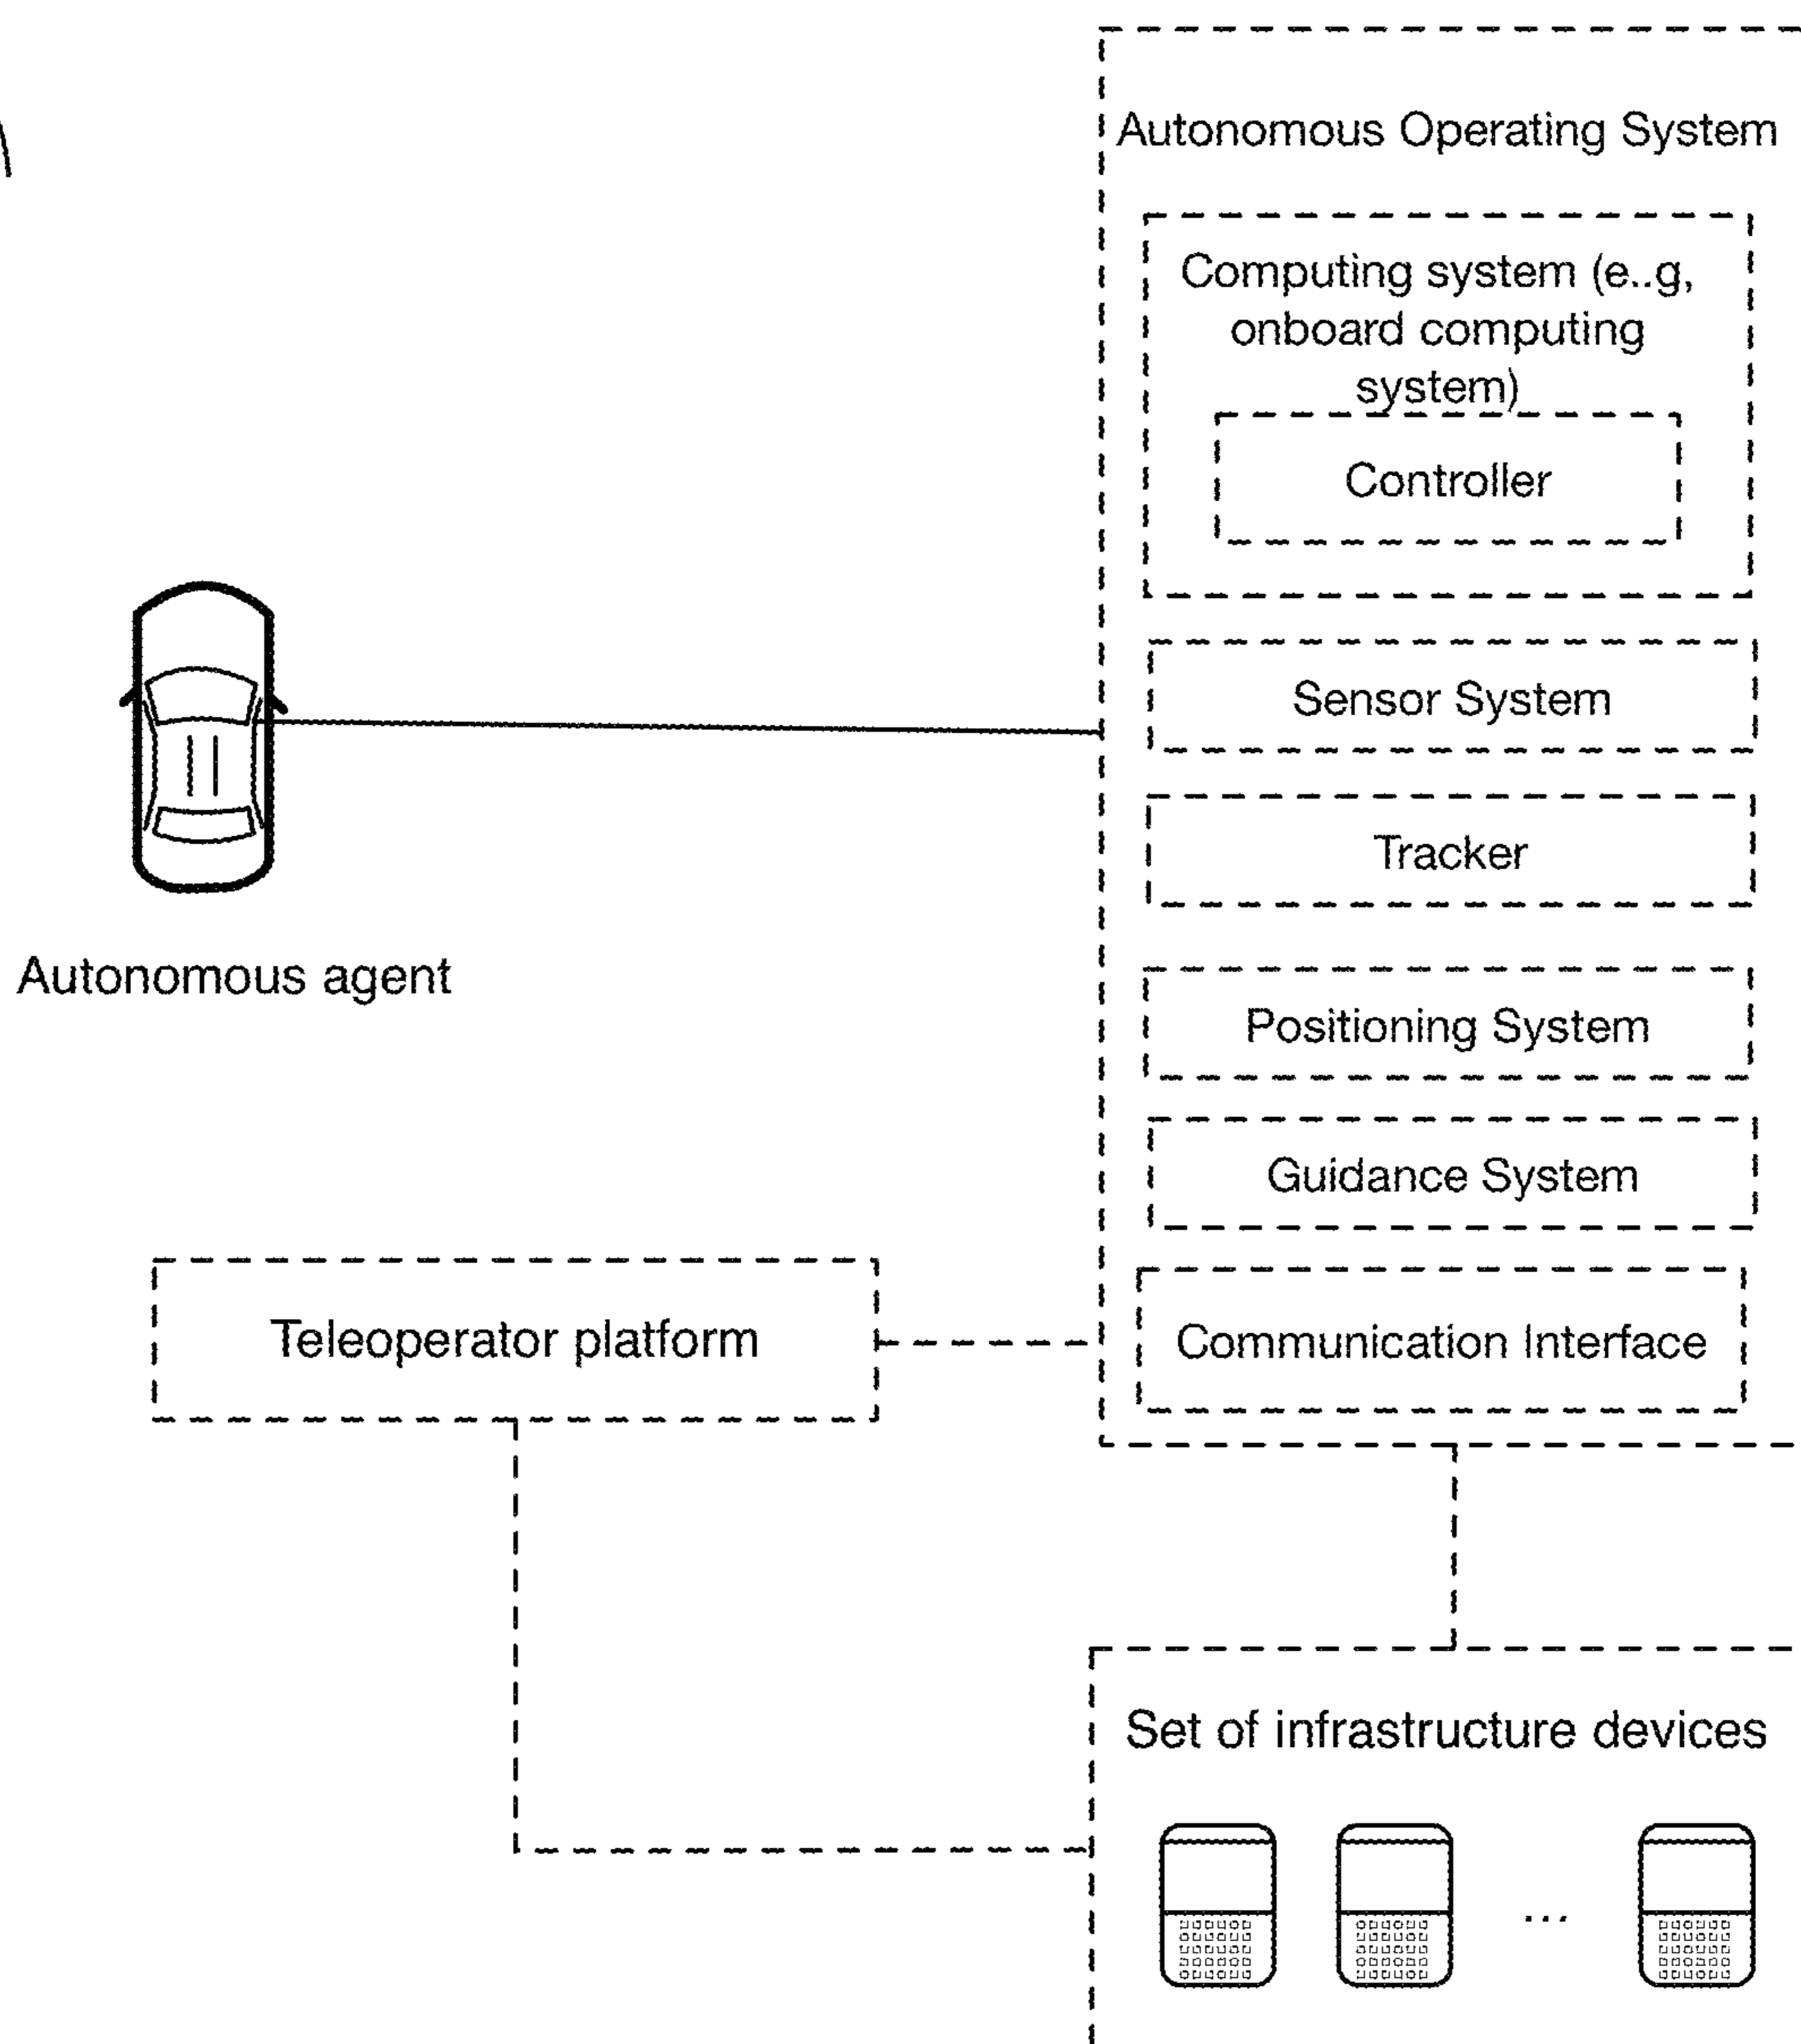 Autonomous Operating System
Computing system (e..g,
onboard computing
system)
Controller
Sensor System
Tracker
Autonomous agent
Positioning System
Guidance System
Teleoperator platform
Communication Interface
Set of infrastructure devices
...